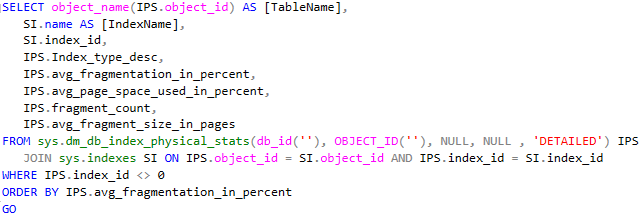 SELECT object_name(IPS.object_id) AS [TableName],
SI.name AS [IndexName],
SI.index_id,
IPS.Index_type_desc,
IPS.avg_fragmentation_in_percent,
IPS.avg_page_space_used_in_percent,
IPS.fragment_count,
IPS.avg_fragment_size_in_pages
FROM sys.dm_db_index_physical_stats(db_id(''), OBJECT_ID(''), NULL, NULL , 'DETAILED') IPS
JOIN sys.indexes SI ON IPS.object_id = SI.object_id AND IPS.index_id = SI.index_id
WHERE IPS.index_id <> 0
ORDER BY IPS.avg_fragmentation_in_percent
GO